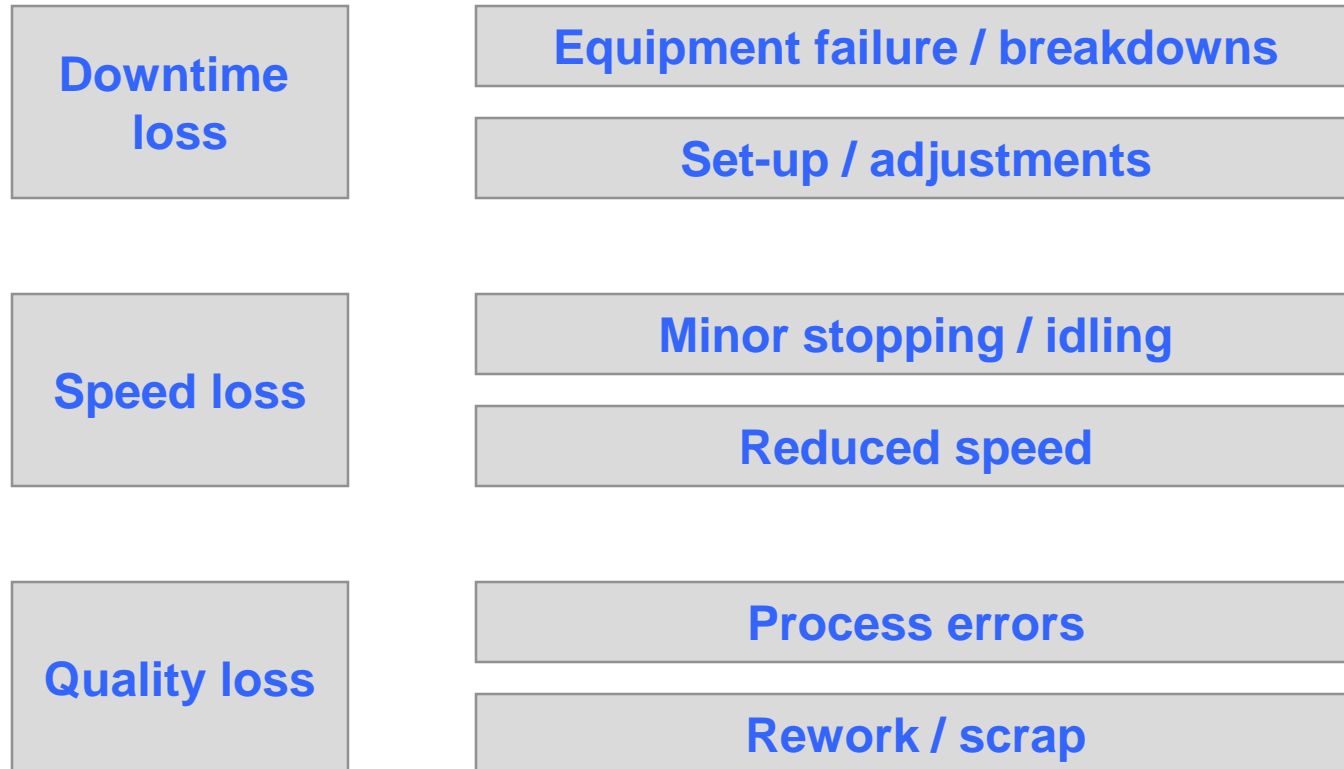 Downtime
loss
Equipment failure / breakdowns
Set-up / adjustments
Speed loss
Minor stopping / idling
Reduced speed
Quality loss
Process errors
Rework / scrap